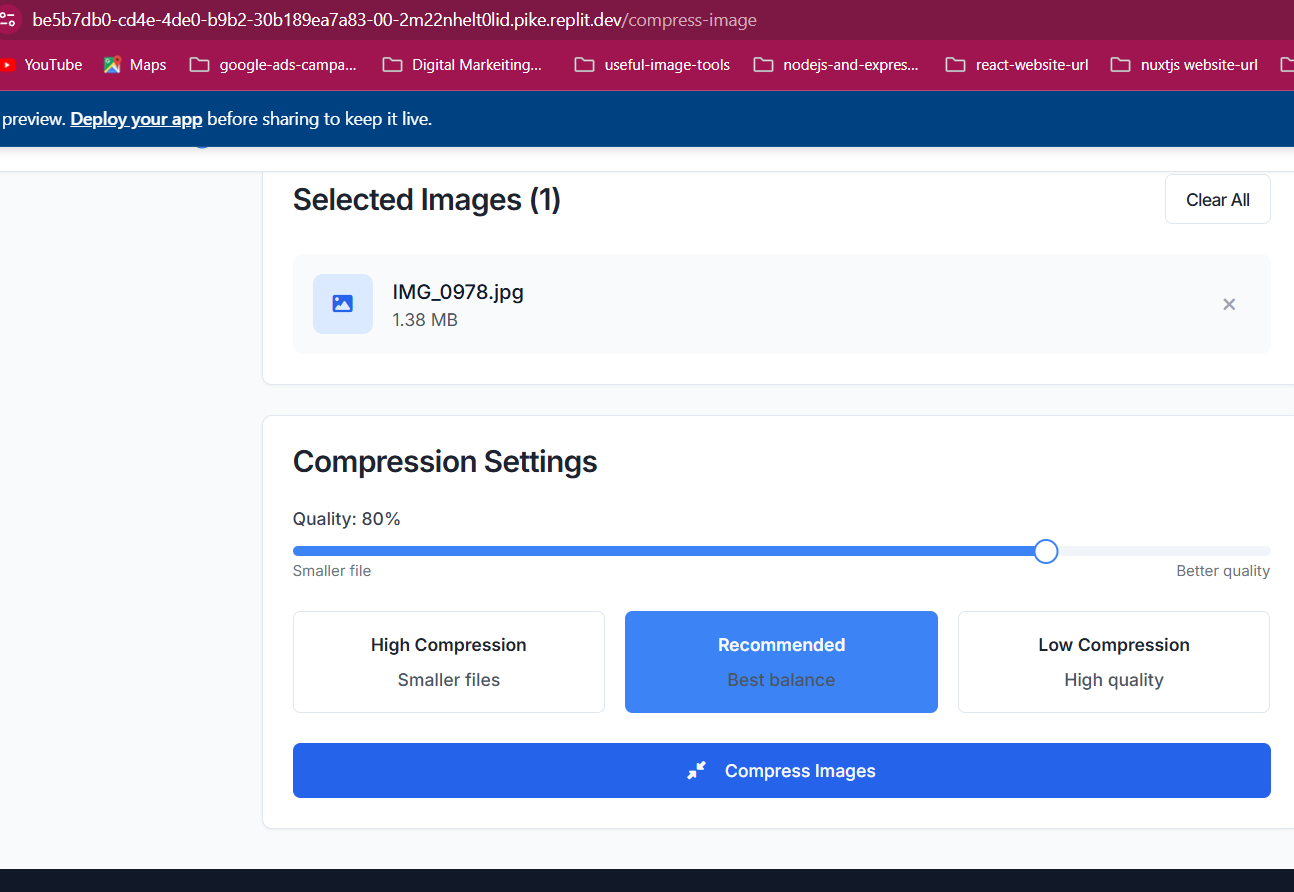 be5b7db0-cd4e-4de0-b9b2-30b189ea7a83-00-2m22nhelt0lid.pike.replit.dev/compress-image
YouTube Maps google-ads-campa... Digital Markeiting... useful-image-tools nodejs-and-expres... react-website-url nuxtjs website-url
preview. Deploy your app before sharing to keep it live.
Selected Images (1) Clear All
IMG_0978.jpg
1.38 MB
Compression Settings
Quality: 80%
Smaller file Better quality
High Compression Recommended Low Compression
Smaller files Best balance High quality
Compress Images